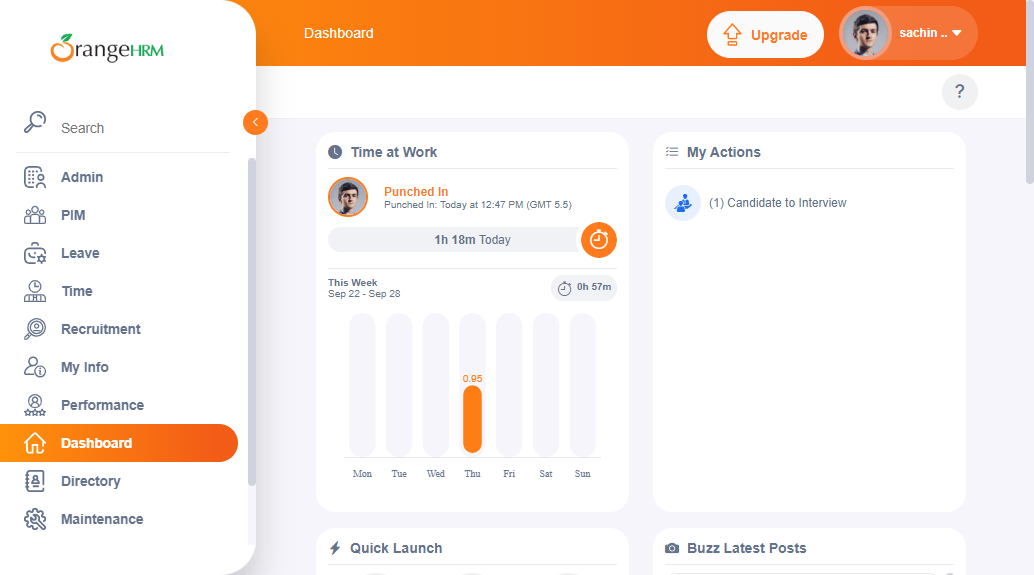 OrangeHRM
Search
Admin
PIM
Leave
Time
Recruitment
My Info
Performance
Dashboard
Directory
Maintenance
Dashboard
Upgrade
sachin ..
?
Time at Work
Punched In
Punched In: Today at 12:47 PM (GMT 5.5)
1h 18m Today
This Week
Sep 22 - Sep 28
0h 57m
0.95
Mon Tue Wed Thu Fri Sat Sun
My Actions
(1) Candidate to Interview
Quick Launch
Buzz Latest Posts